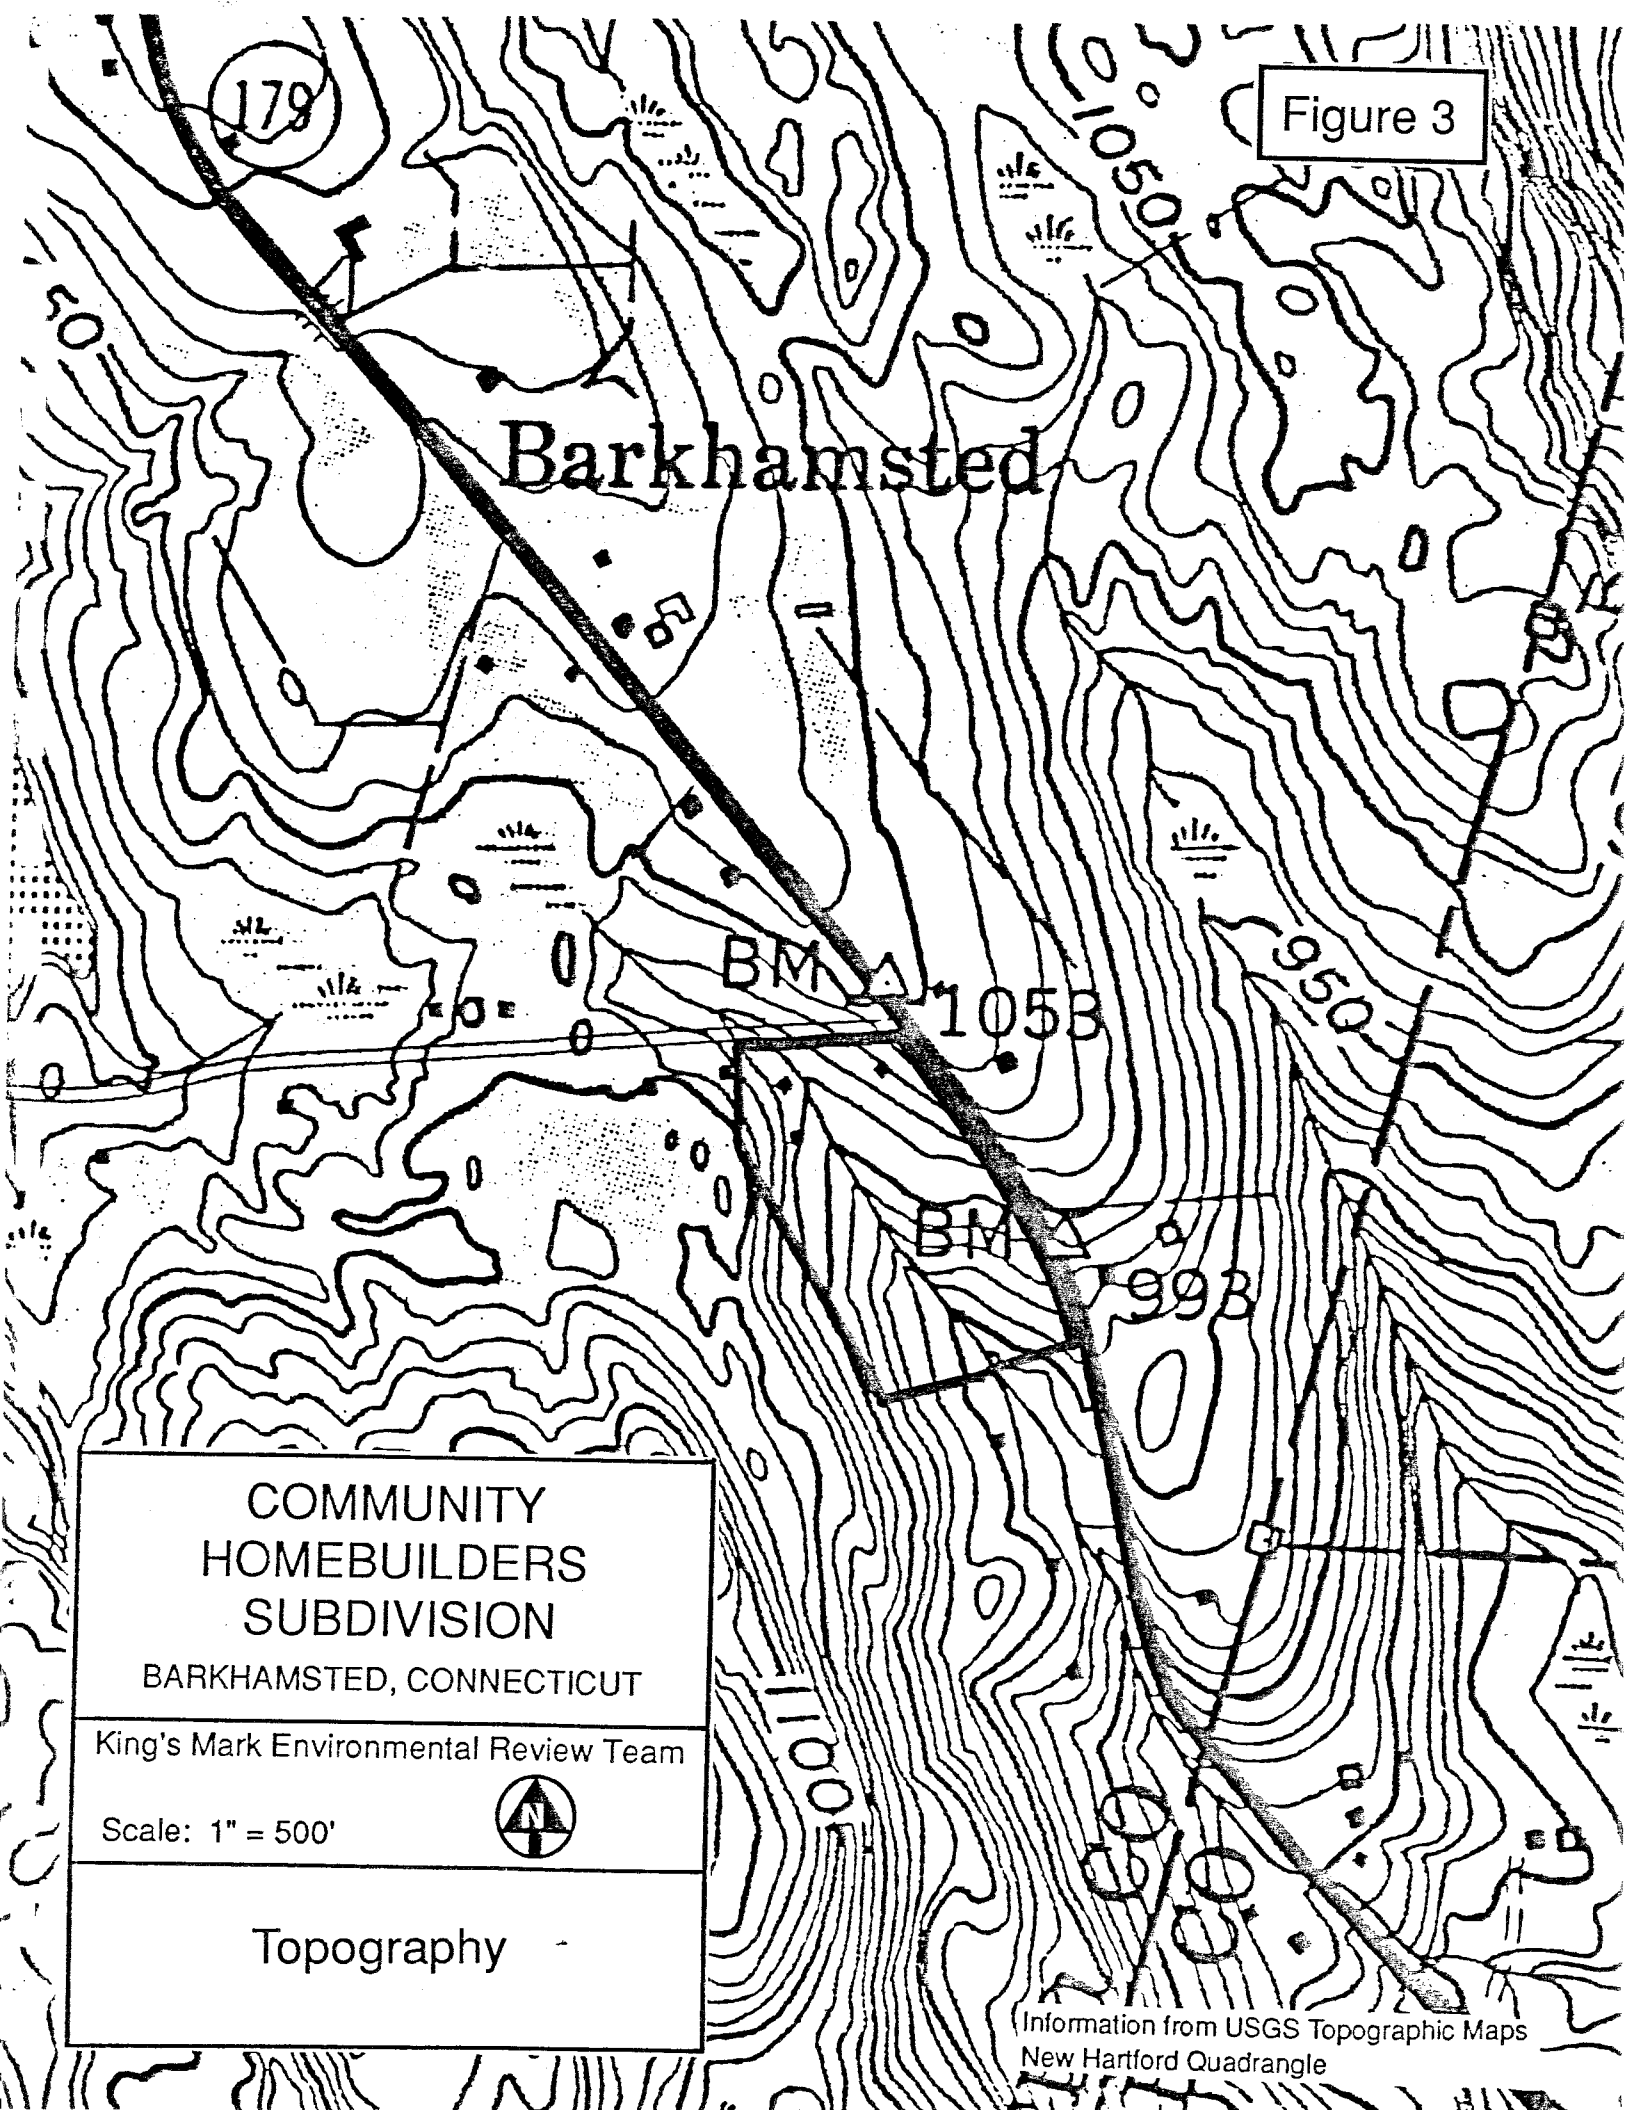 179
Figure 3
1050
50
Barkhamsted
BM
1053
950
BM
993
COMMUNITY
HOMEBUILDERS
SUBDIVISION
BARKHAMSTED, CONNECTICUT
King's Mark Environmental Review Team
N
Scale: 1" = 500'
Topography
1100
Information from USGS Topographic Maps
New Hartford Quadrangle